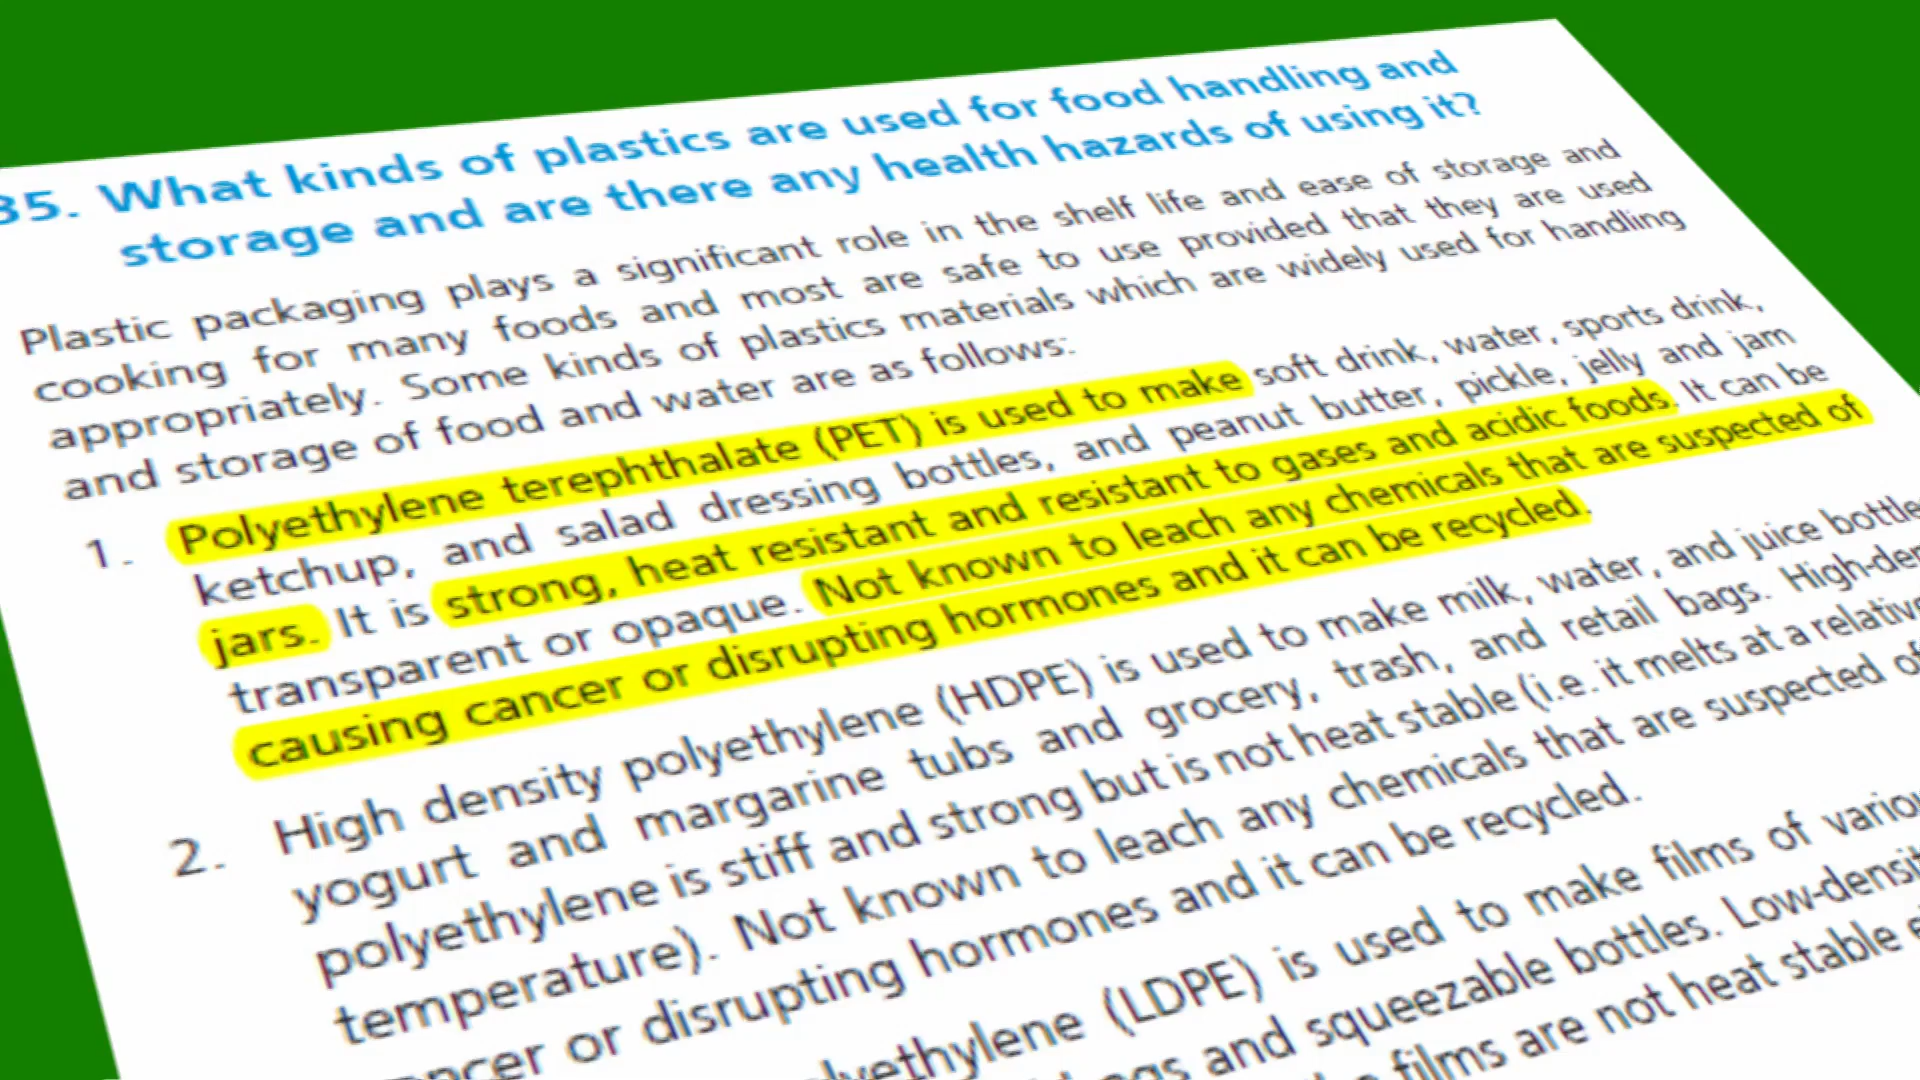 35. What kinds of plastics are used for food handling and
storage and are there any health hazards of using it?
Plastic packaging plays a significant role in the shelf life and ease of storage and
cooking for many foods and most are safe to use provided that they are used
appropriately. Some kinds of plastics materials which are widely used for handling
and storage of food and water are as follows:
1. Polyethylene terephthalate (PET) is used to make soft drink, water, sports drink,
ketchup, and salad dressing bottles, and peanut butter, pickle, jelly and jam
jars. It is strong, heat resistant and resistant to gases and acidic foods. It can be
transparent or opaque. Not known to leach any chemicals that are suspected of
causing cancer or disrupting hormones and it can be recycled.
2. High density polyethylene (HDPE) is used to make milk, water, and juice bottle
yogurt and margarine tubs and grocery, trash, and retail bags. High-den
polyethylene is stiff and strong but is not heat stable (i.e. it melts at a relative
temperature). Not known to leach any chemicals that are suspected of
ncer or disrupting hormones and it can be recycled.
lyethylene (LDPE) is used to make films of variou
gs and squeezable bottles. Low-densit
films are not heat stable